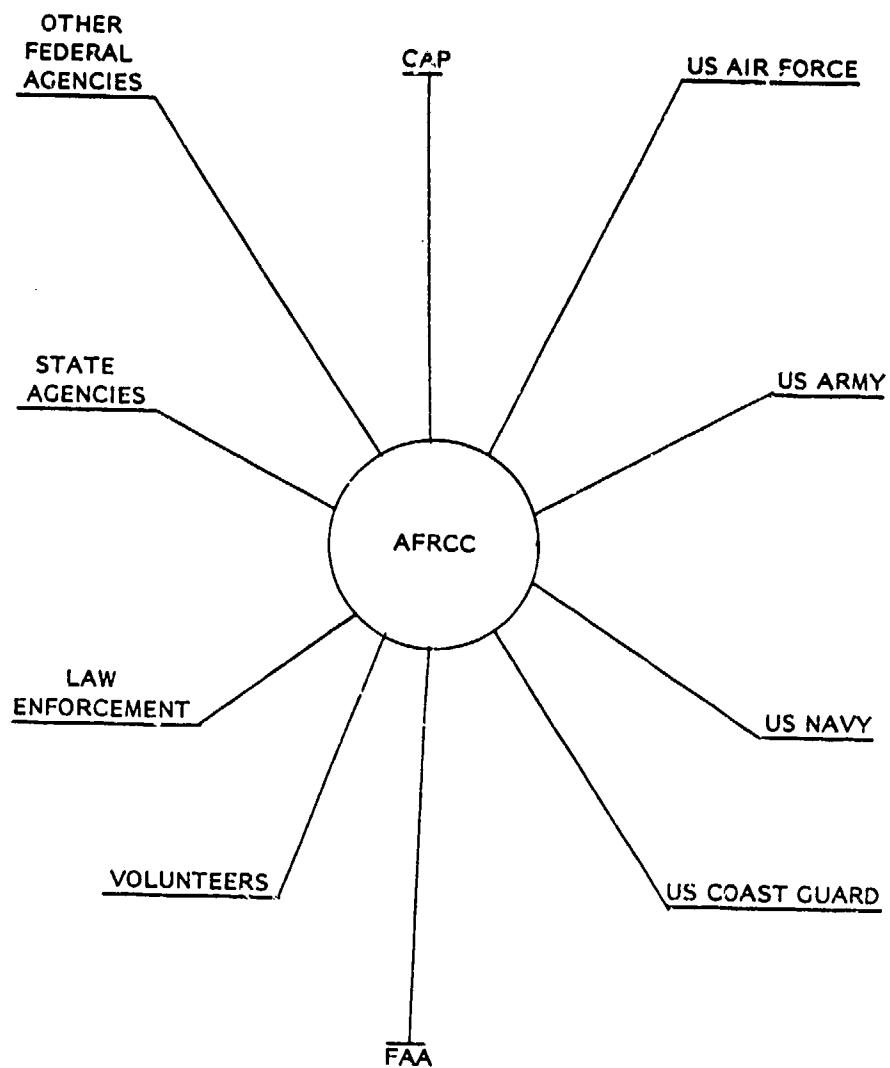 OTHER
FEDERAL
AGENCIES
CAP
US AIR FORCE
STATE
AGENCIES
US ARMY
AFRCC
LAW
ENFORCEMENT
US NAVY
VOLUNTEERS
US COAST GUARD
FAA